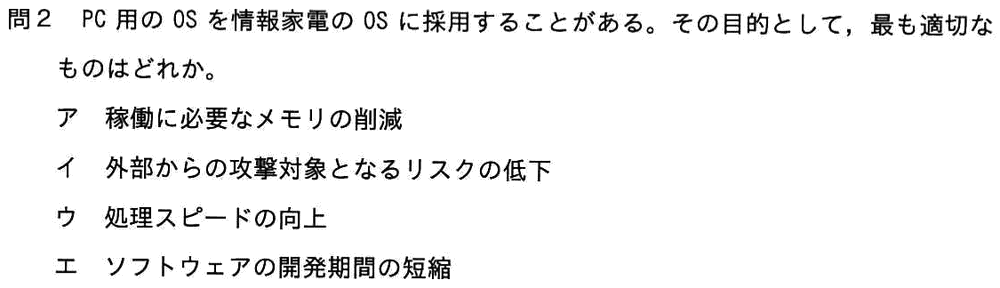 問２　PC 用の OS を情報家電の OS に採用することがある。その目的として，最も適切な
ものはどれか。
ア　稼働に必要なメモリの削減
イ　外部からの攻撃対象となるリスクの低下
ウ　処理スピードの向上
エ　ソフトウェアの開発期間の短縮